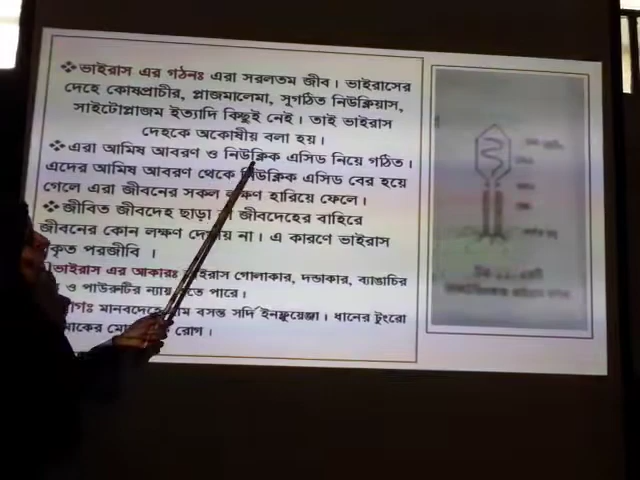 ❖ভাইরাস এর গঠনঃ এরা সরলতম জীব। ভাইরাসের
দেহে কোষপ্রাচীর, প্লাজমালেমা, সুগঠিত নিউক্লিয়াস,
সাইটোপ্লাজম ইত্যাদি কিছুই নেই। তাই ভাইরাস
দেহকে অকোষীয় বলা হয়।
❖এরা আমিষ আবরণ ও নিউক্লিক এসিড নিয়ে গঠিত।
এদের আমিষ আবরণ থেকে নিউক্লিক এসিড বের হয়ে
গেলে এরা জীবনের সকল লক্ষণ হারিয়ে ফেলে।
❖জীবিত জীবদেহ ছাড়া জীবদেহের বাহিরে
জীবনের কোন লক্ষণ দেখায় না। এ কারণে ভাইরাস
পরজীবি।
ভাইরাস এর আকারঃ ভাইরাস গোলাকার, দন্ডাকার, ব্যাঙাচির
ও পাউরুটির ন্যায় হতে পারে।
মানবদেহে হাম বসন্ত সর্দি ইনফ্লুয়েঞ্জা। ধানের টুংরো
রোগ।